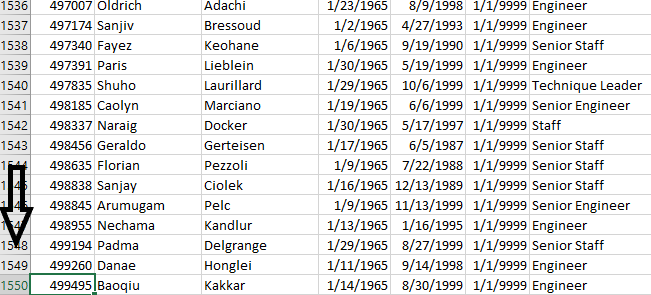 1536 497007 Oldrich Adachi 1/23/1965 8/9/1998 1/1/9999 Engineer
1537 497174 Sanjiv Bressoud 1/2/1965 4/27/1993 1/1/9999 Engineer
1538 497340 Fayez Keohane 1/6/1965 9/19/1990 1/1/9999 Senior Staff
1539 497391 Paris Lieblein 1/30/1965 5/19/1999 1/1/9999 Engineer
1540 497835 Shuho Laurillard 1/29/1965 10/6/1999 1/1/9999 Technique Leader
1541 498185 Caolyn Marciano 1/19/1965 6/6/1999 1/1/9999 Senior Engineer
1542 498337 Naraig Docker 1/30/1965 5/17/1997 1/1/9999 Staff
1543 498456 Geraldo Gerteisen 1/17/1965 6/5/1987 1/1/9999 Senior Staff
1544 498635 Florian Pezzoli 1/9/1965 7/22/1988 1/1/9999 Senior Staff
498838 Sanjay Ciolek 1/16/1965 12/13/1989 1/1/9999 Senior Staff
498845 Arumugam Pelc 1/9/1965 11/13/1999 1/1/9999 Senior Engineer
498955 Nechama Kandlur 1/13/1965 1/16/1995 1/1/9999 Engineer
1548 499194 Padma Delgrange 1/29/1965 8/27/1999 1/1/9999 Senior Staff
1549 499260 Danae Honglei 1/11/1965 9/14/1998 1/1/9999 Engineer
1550 499495 Baoqiu Kakkar 1/14/1965 8/30/1999 1/1/9999 Engineer